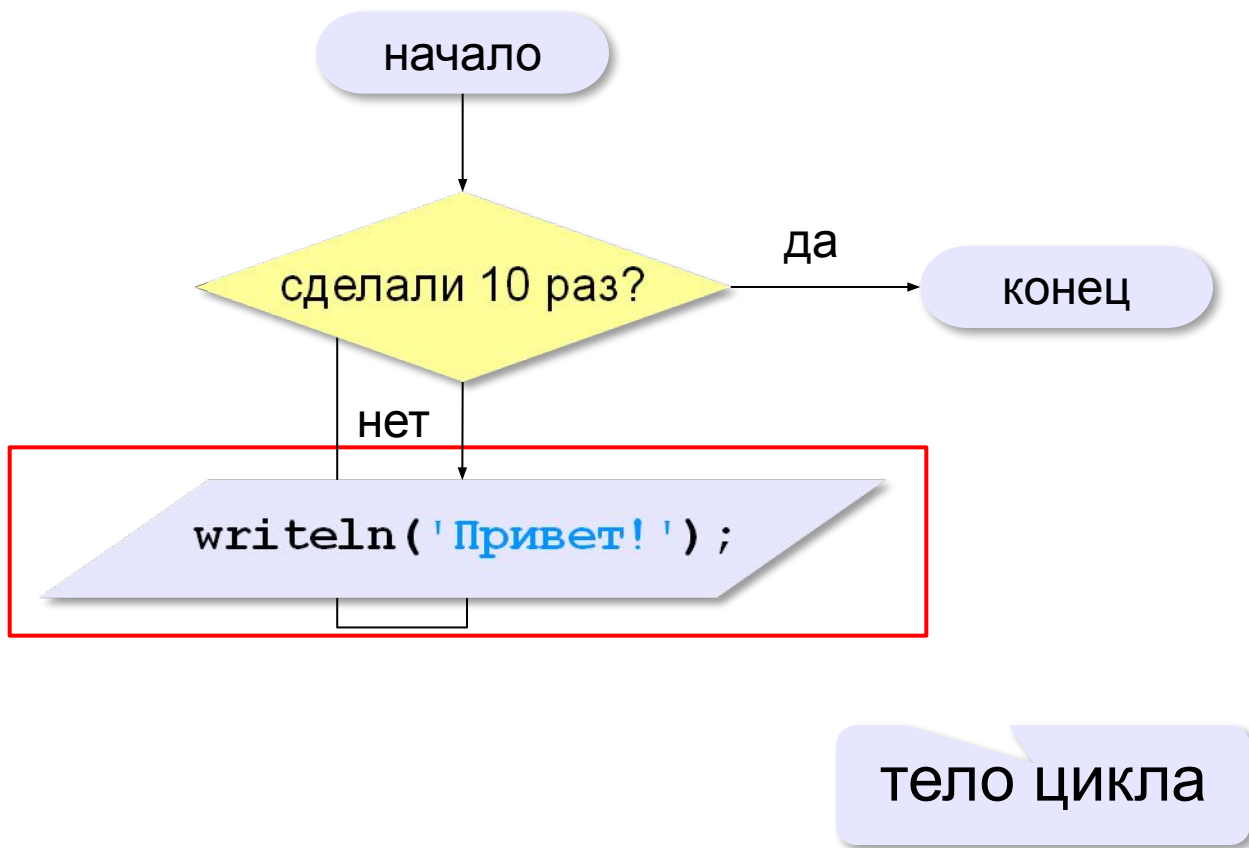 начало
сделали 10 раз?
да
конец
нет
writeln('Привет!');
тело цикла